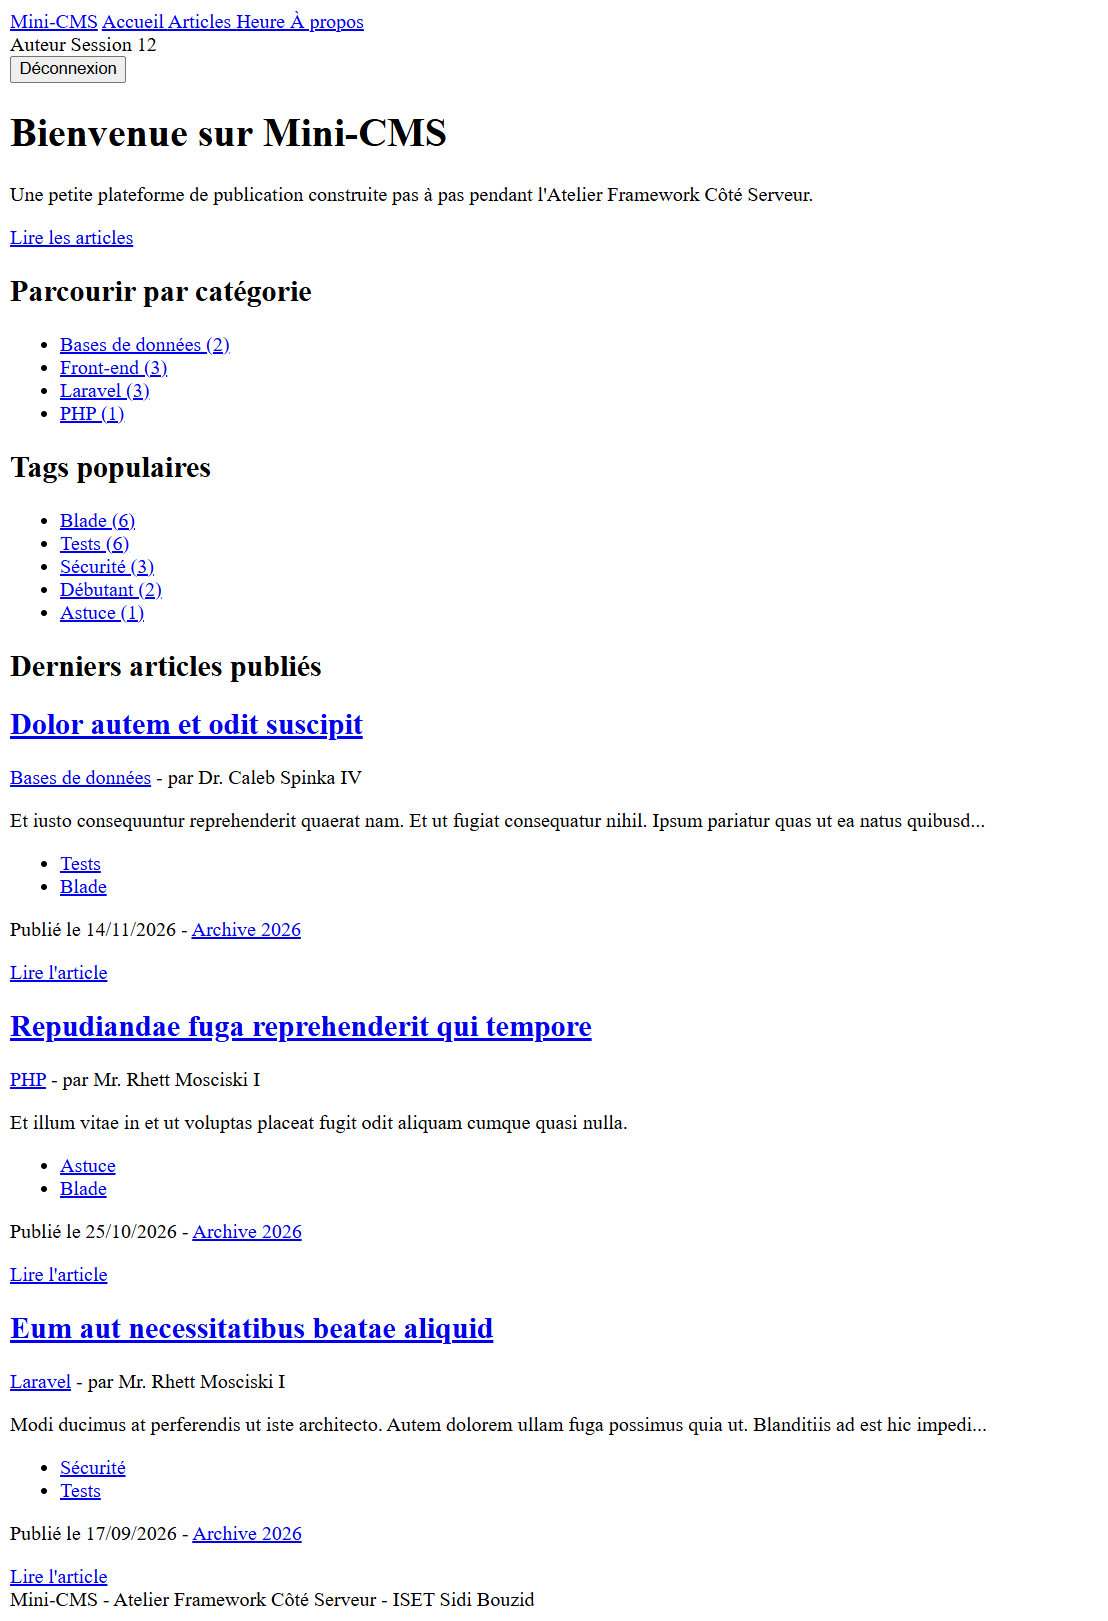 Mini-CMS Accueil Articles Heure À propos
Auteur Session 12
Déconnexion
Bienvenue sur Mini-CMS
Une petite plateforme de publication construite pas à pas pendant l'Atelier Framework Côté Serveur.
Lire les articles
Parcourir par catégorie
Bases de données (2)
Front-end (3)
Laravel (3)
PHP (1)
Tags populaires
Blade (6)
Tests (6)
Sécurité (3)
Débutant (2)
Astuce (1)
Derniers articles publiés
Dolor autem et odit suscipit
Bases de données - par Dr. Caleb Spinka IV
Et iusto consequuntur reprehenderit quaerat nam. Et ut fugiat consequatur nihil. Ipsum pariatur quas ut ea natus quibusd...
Tests
Blade
Publié le 14/11/2026 - Archive 2026
Lire l'article
Repudiandae fuga reprehenderit qui tempore
PHP - par Mr. Rhett Mosciski I
Et illum vitae in et ut voluptas placeat fugit odit aliquam cumque quasi nulla.
Astuce
Blade
Publié le 25/10/2026 - Archive 2026
Lire l'article
Eum aut necessitatibus beatae aliquid
Laravel - par Mr. Rhett Mosciski I
Modi ducimus at perferendis ut iste architecto. Autem dolorem ullam fuga possimus quia ut. Blanditiis ad est hic impedi...
Sécurité
Tests
Publié le 17/09/2026 - Archive 2026
Lire l'article
Mini-CMS - Atelier Framework Côté Serveur - ISET Sidi Bouzid